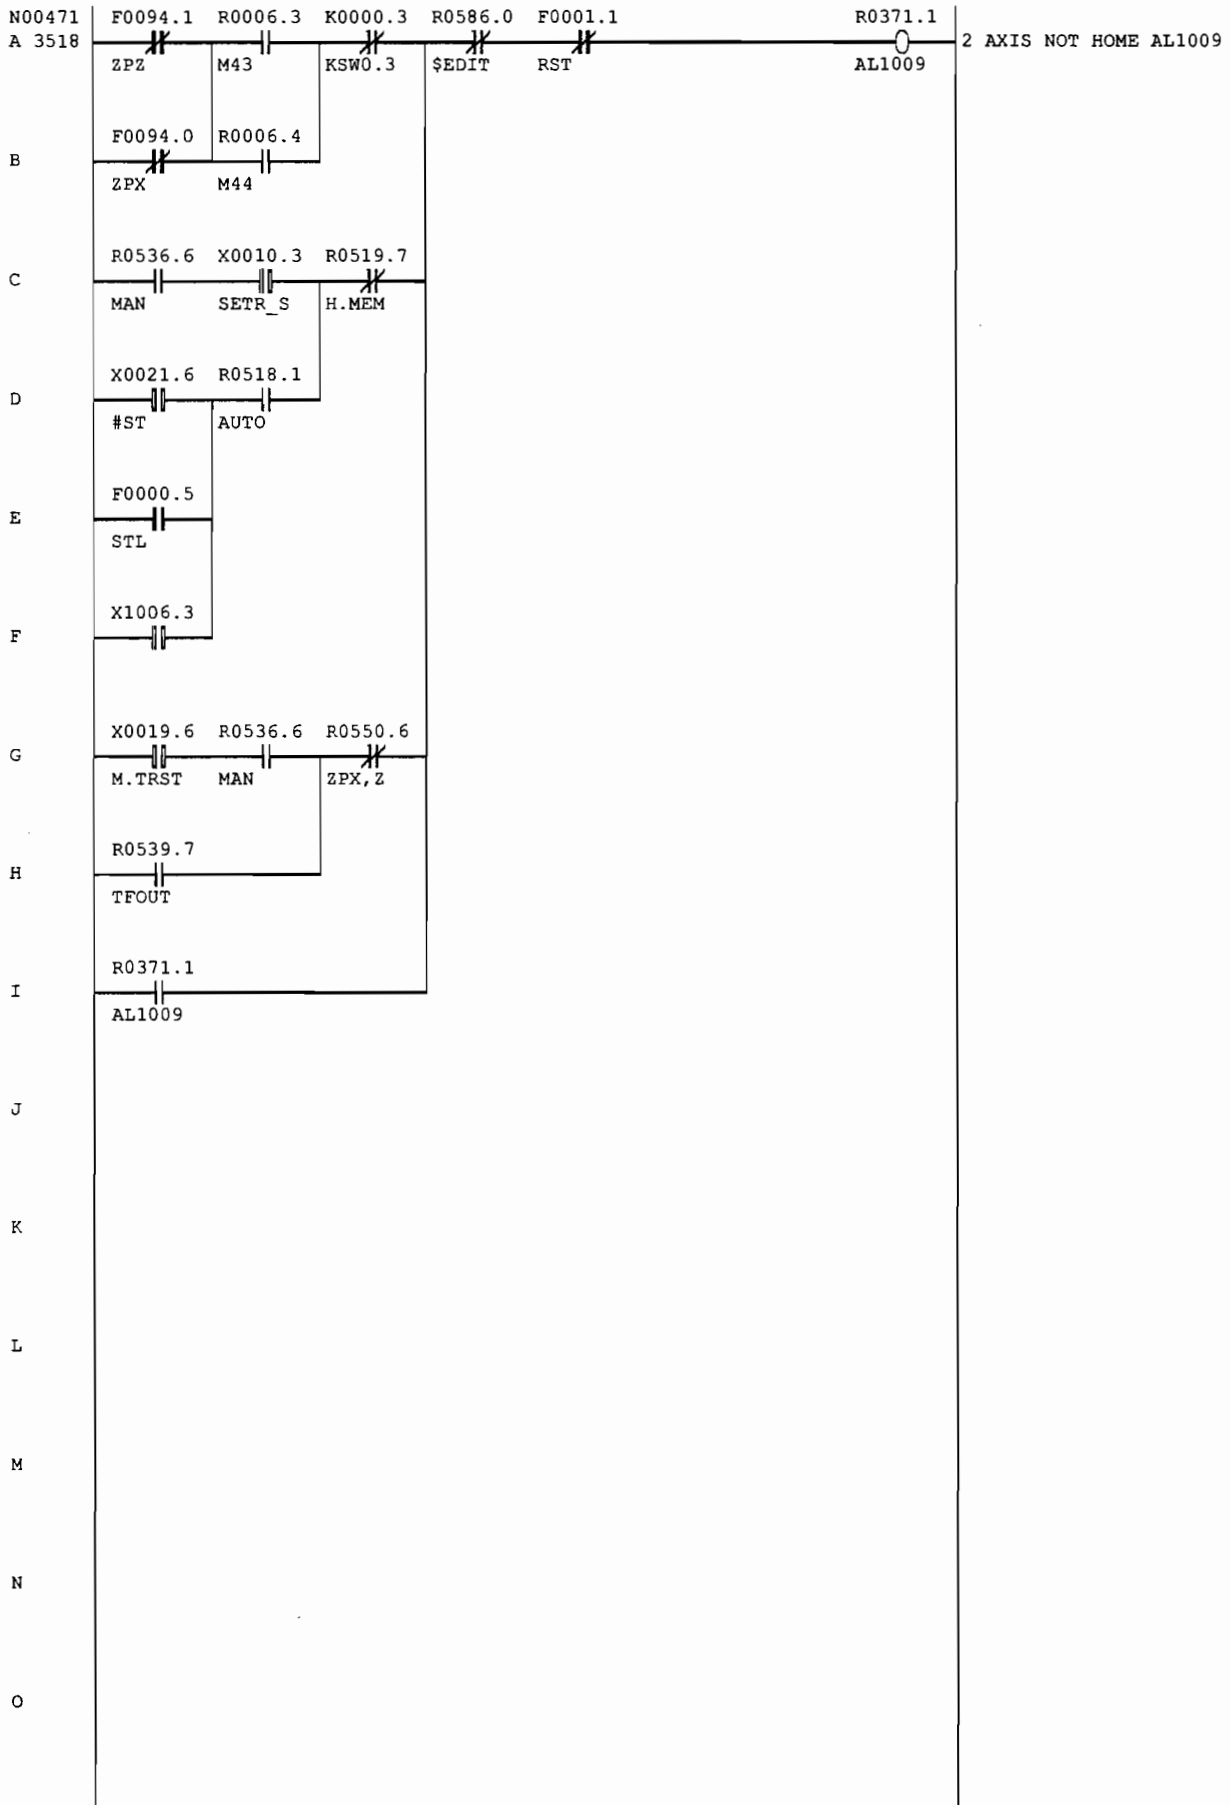 N00471 F0094.1 R0006.3 K0000.3 R0586.0 F0001.1 R0371.1
A 3518 2 AXIS NOT HOME AL1009
ZPZ M43 KSW0.3 $EDIT RST AL1009
F0094.0 R0006.4
B
ZPX M44
R0536.6 X0010.3 R0519.7
C
MAN SETR_S H.MEM
X0021.6 R0518.1
D
#ST AUTO
F0000.5
E
STL
X1006.3
F
X0019.6 R0536.6 R0550.6
G
M.TRST MAN ZPX,Z
R0539.7
H
TFOUT
R0371.1
I
AL1009
J
K
L
M
N
O